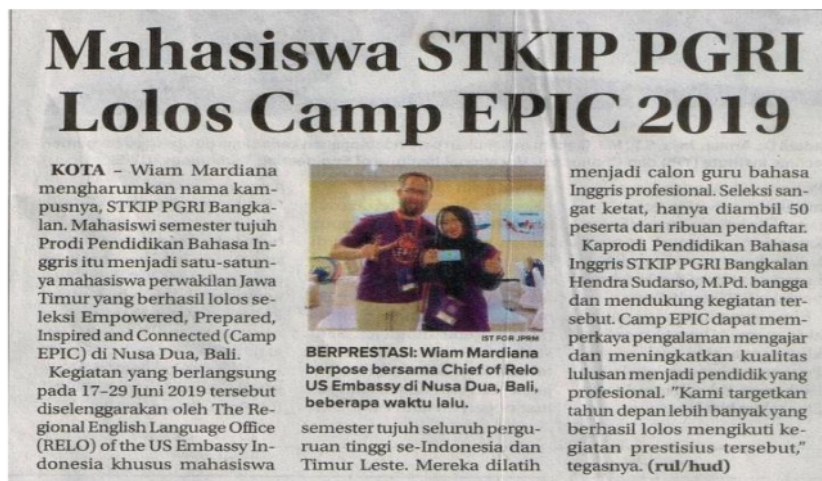 Mahasiswa STKIP PGRI
Lolos Camp EPIC 2019
KOTA – Wiam Mardiana
mengharumkan nama kam-
pusnya, STKIP PGRI Bangka-
lan. Mahasiswi semester tujuh
Prodi Pendidikan Bahasa In-
ggris itu menjadi satu-satun-
ya mahasiswa perwakilan Jawa
Timur yang berhasil lolos se-
leksi Empowered, Prepared,
Inspired and Connected (Camp
EPIC) di Nusa Dua, Bali.
Kegiatan yang berlangsung
pada 17–29 Juni 2019 tersebut
diselenggarakan oleh The Re-
gional English Language Office
(RELO) of the US Embassy In-
donesia khusus mahasiswa
IST FOR JPRM
BERPRESTASI: Wiam Mardiana
berpose bersama Chief of Relo
US Embassy di Nusa Dua, Bali,
beberapa waktu lalu.
semester tujuh seluruh pergu-
ruan tinggi se-Indonesia dan
Timur Leste. Mereka dilatih
menjadi calon guru bahasa
Inggris profesional. Seleksi san-
gat ketat, hanya diambil 50
peserta dari ribuan pendaftar.
Kaprodi Pendidikan Bahasa
Inggris STKIP PGRI Bangkalan
Hendra Sudarso, M.Pd. bangga
dan mendukung kegiatan ter-
sebut. Camp EPIC dapat mem-
perkaya pengalaman mengajar
dan meningkatkan kualitas
lulusan menjadi pendidik yang
profesional. "Kami targetkan
tahun depan lebih banyak yang
berhasil lolos mengikuti ke-
giatan prestisius tersebut,"
tegasnya. (rul/hud)